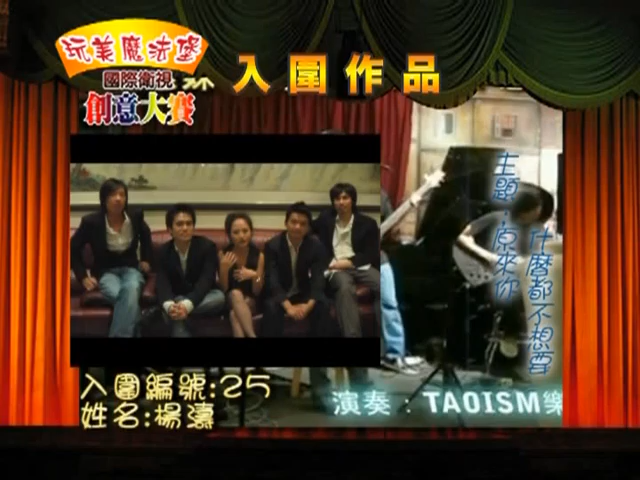 玩美魔法堡
國際衛視
創意大賽
入圍作品
主題:原來你
什麼都不想要
入圍編號:25
姓名:楊濤
演奏:TAOISM樂